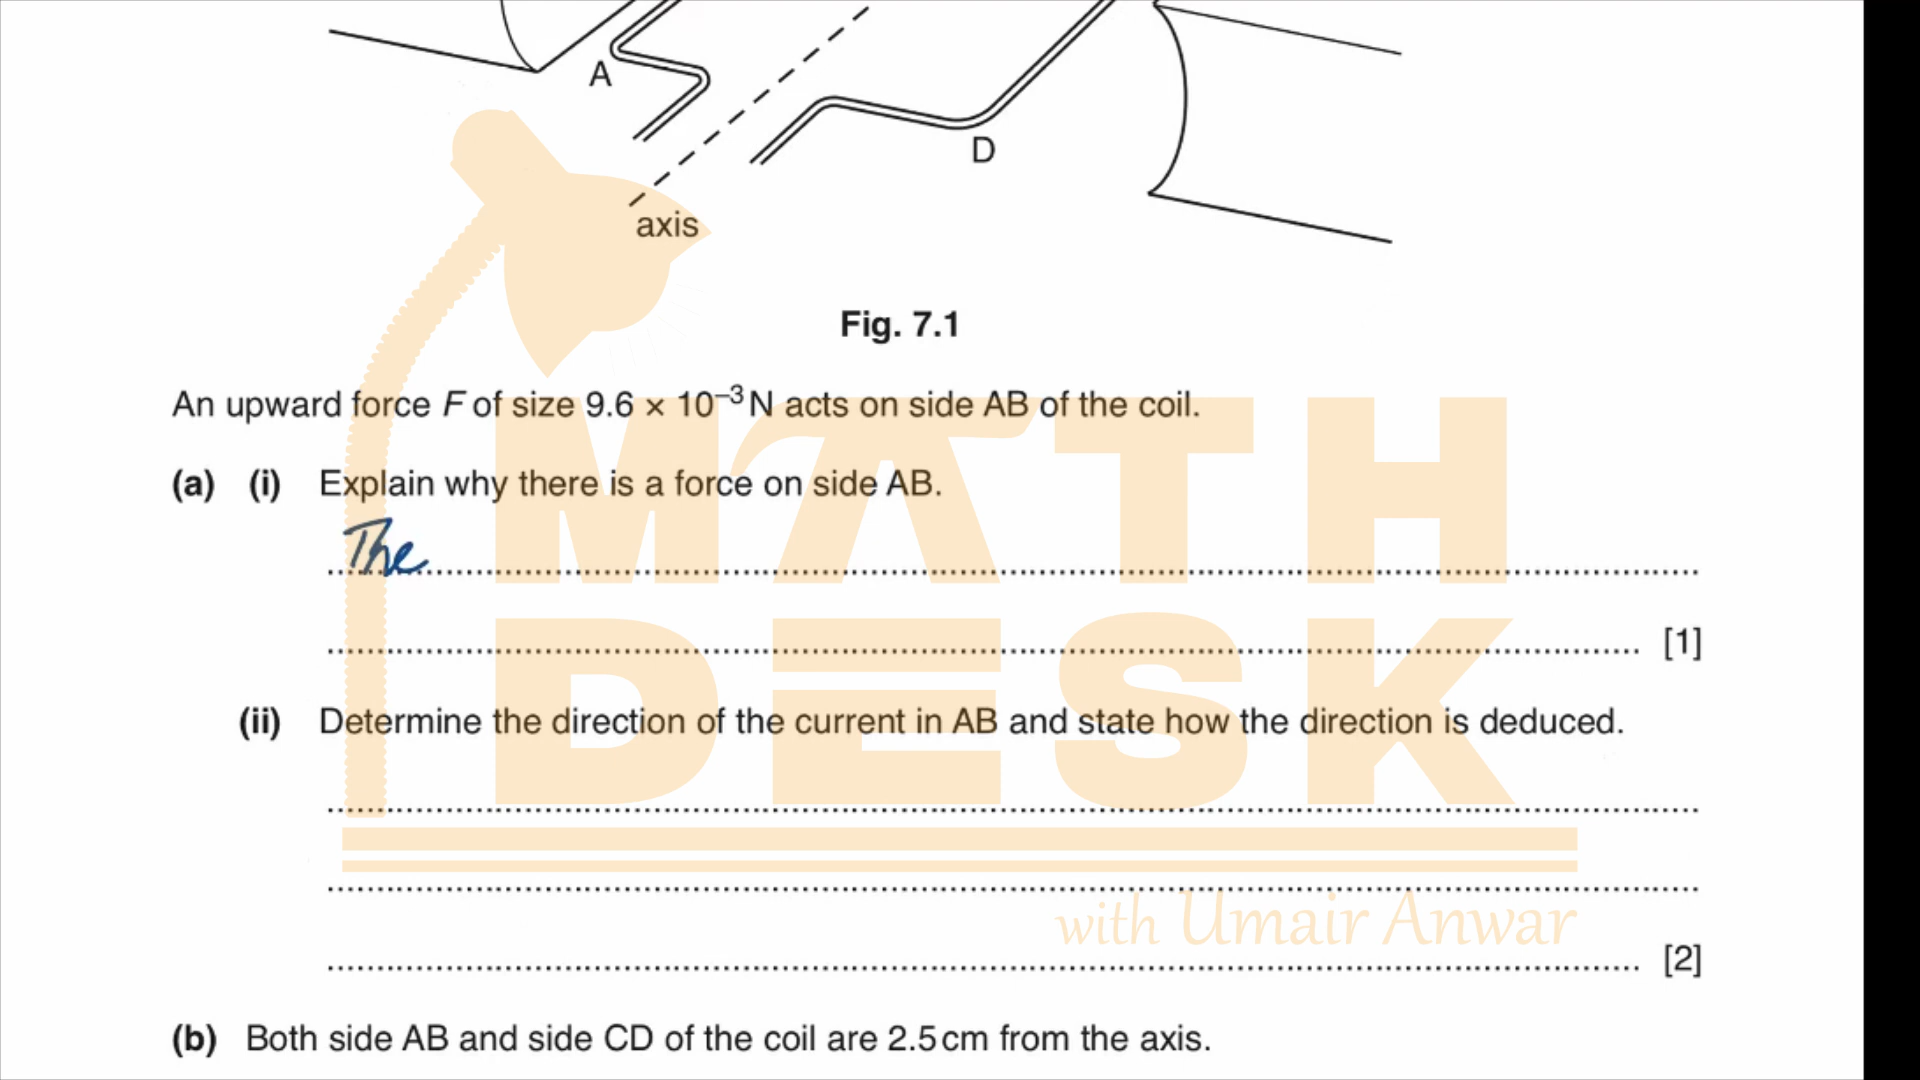 A
D
axis
Fig. 7.1
An upward force F of size 9.6 × 10⁻³ N acts on side AB of the coil.
(a) (i) Explain why there is a force on side AB.
The
[1]
(ii) Determine the direction of the current in AB and state how the direction is deduced.
[2]
(b) Both side AB and side CD of the coil are 2.5 cm from the axis.
MATH
DESK
with Umair Anwar